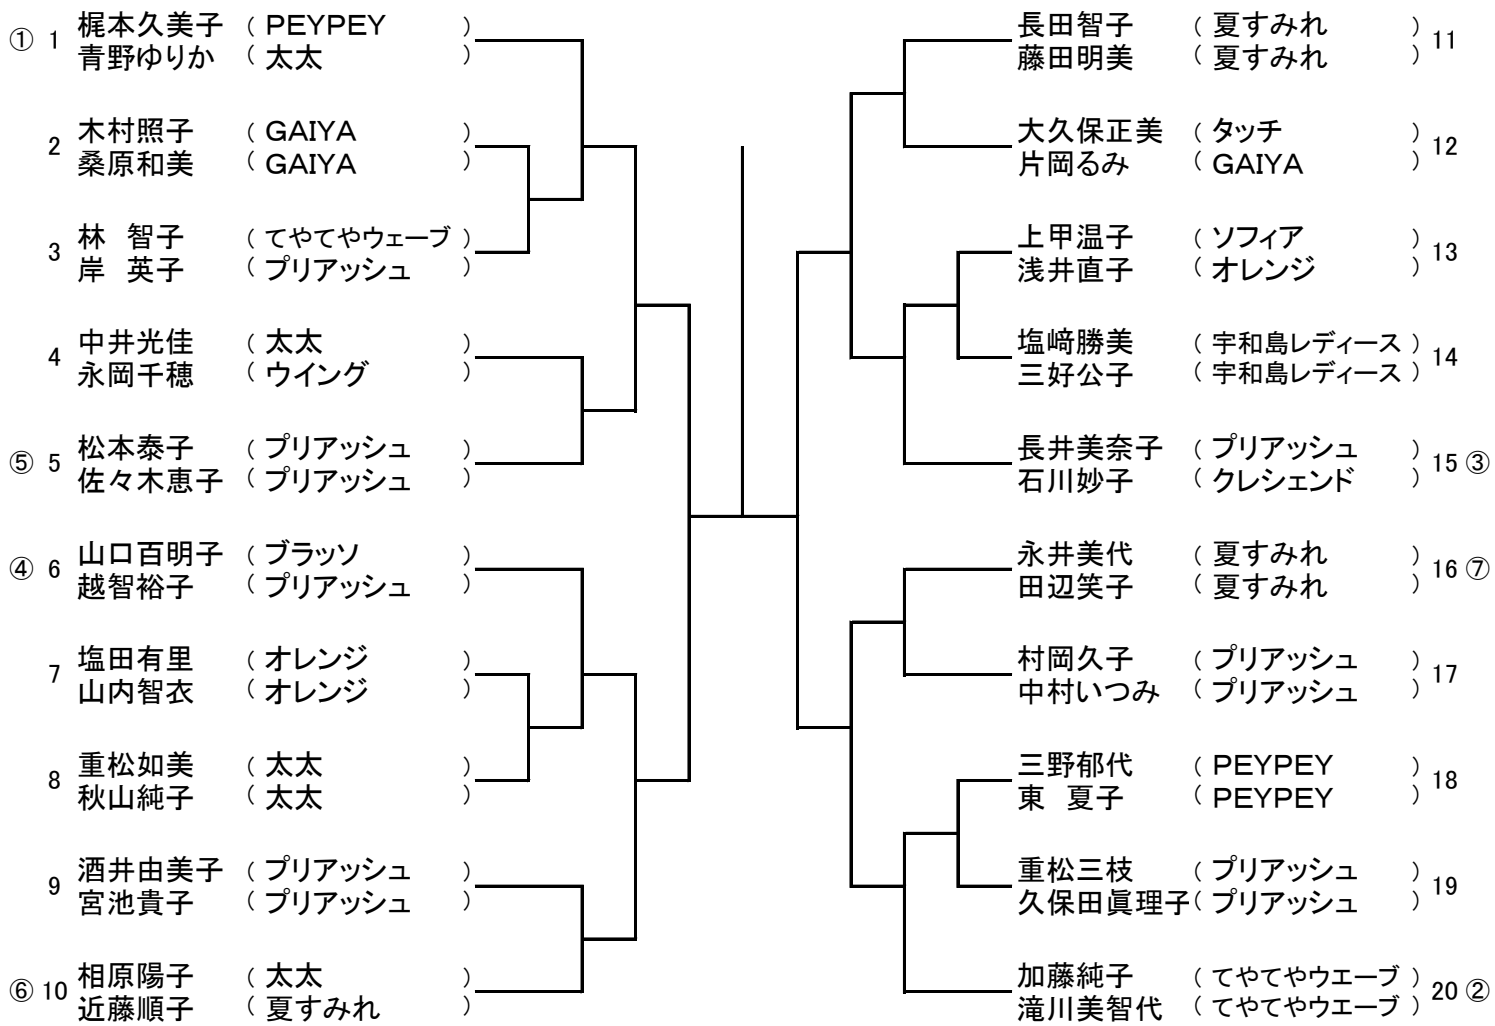 ① 1 梶本久美子 ( PEYPEY )
青野ゆりか ( 太太 )
2 木村照子 ( GAIYA )
桑原和美 ( GAIYA )
3 林　智子 ( てやてやウェーブ )
岸　英子 ( プリアッシュ )
4 中井光佳 ( 太太 )
永岡千穂 ( ウイング )
⑤ 5 松本泰子 ( プリアッシュ )
佐々木恵子 ( プリアッシュ )
④ 6 山口百明子 ( ブラッソ )
越智裕子 ( プリアッシュ )
7 塩田有里 ( オレンジ )
山内智衣 ( オレンジ )
8 重松如美 ( 太太 )
秋山純子 ( 太太 )
9 酒井由美子 ( プリアッシュ )
宮池貴子 ( プリアッシュ )
⑥ 10 相原陽子 ( 太太 )
近藤順子 ( 夏すみれ )
長田智子 ( 夏すみれ ) 11
藤田明美 ( 夏すみれ )
大久保正美 ( タッチ ) 12
片岡るみ ( GAIYA )
上甲温子 ( ソフィア ) 13
浅井直子 ( オレンジ )
塩﨑勝美 ( 宇和島レディース ) 14
三好公子 ( 宇和島レディース )
長井美奈子 ( プリアッシュ ) 15 ③
石川妙子 ( クレシェンド )
永井美代 ( 夏すみれ ) 16 ⑦
田辺笑子 ( 夏すみれ )
村岡久子 ( プリアッシュ ) 17
中村いつみ ( プリアッシュ )
三野郁代 ( PEYPEY ) 18
東　夏子 ( PEYPEY )
重松三枝 ( プリアッシュ ) 19
久保田眞理子 ( プリアッシュ )
加藤純子 ( てやてやウエーブ ) 20 ②
滝川美智代 ( てやてやウエーブ )